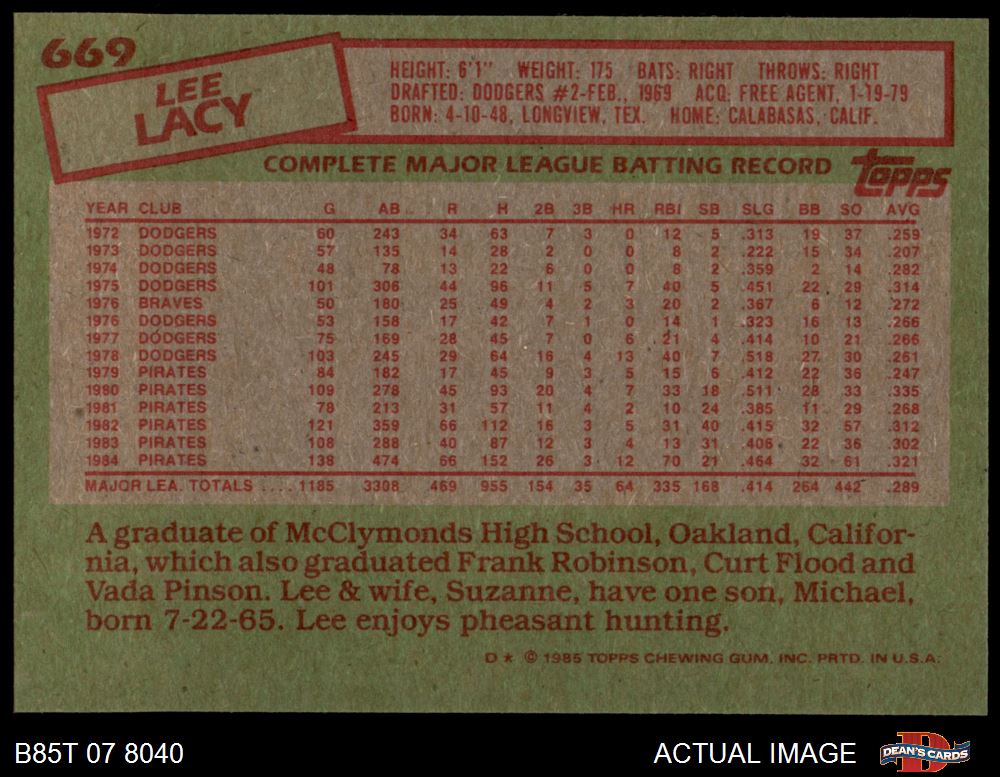 669
LEE
LACY
HEIGHT: 6'1" WEIGHT: 175 BATS: RIGHT THROWS: RIGHT
DRAFTED: DODGERS #2-FEB., 1969 ACQ: FREE AGENT, 1-19-79
BORN: 4-10-48, LONGVIEW, TEX. HOME: CALABASAS, CALIF.
COMPLETE MAJOR LEAGUE BATTING RECORD
TOPPS
YEAR CLUB G AB R H 2B 3B HR RBI SB SLG BB SO AVG
1972 DODGERS 60 243 34 63 7 3 0 12 5 .313 19 37 .259
1973 DODGERS 57 135 14 28 2 0 0 8 2 .222 15 34 .207
1974 DODGERS 48 78 13 22 6 0 0 8 2 .359 2 14 .282
1975 DODGERS 101 306 44 96 11 5 7 40 5 .451 22 29 .314
1976 BRAVES 50 180 25 49 4 2 3 20 2 .367 6 12 .272
1976 DODGERS 53 158 17 42 7 1 0 14 1 .323 16 13 .266
1977 DODGERS 75 169 28 45 7 0 6 21 4 .414 10 21 .266
1978 DODGERS 103 245 29 64 16 4 13 40 7 .518 27 30 .261
1979 PIRATES 84 182 17 45 9 3 5 15 6 .412 22 36 .247
1980 PIRATES 109 278 45 93 20 4 7 33 18 .511 28 33 .335
1981 PIRATES 78 213 31 57 11 4 2 10 24 .385 11 29 .268
1982 PIRATES 121 359 66 112 16 3 5 31 40 .415 32 57 .312
1983 PIRATES 108 288 40 87 12 3 4 13 31 .406 22 36 .302
1984 PIRATES 138 474 66 152 26 3 12 70 21 .464 32 61 .321
MAJOR LEA. TOTALS .... 1185 3308 469 955 154 35 64 335 168 .414 264 442 .289
A graduate of McClymonds High School, Oakland, Califor-
nia, which also graduated Frank Robinson, Curt Flood and
Vada Pinson. Lee & wife, Suzanne, have one son, Michael,
born 7-22-65. Lee enjoys pheasant hunting.
D * © 1985 TOPPS CHEWING GUM, INC. PRTD. IN U.S.A.
B85T 07 8040
ACTUAL IMAGE
DEAN'S CARDS